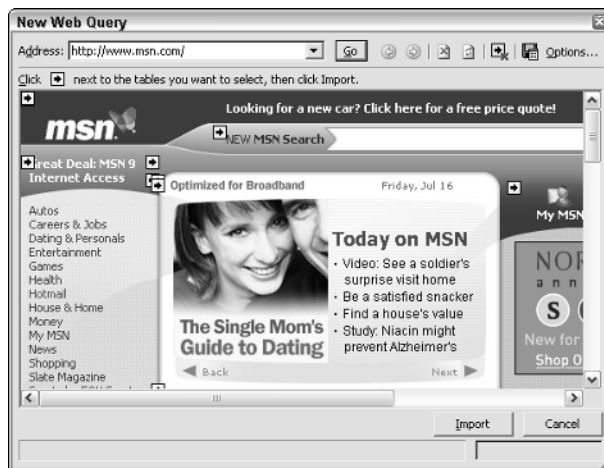 New Web Query
Address: http://www.msn.com/ Go Options...
Click next to the tables you want to select, then click Import.
Looking for a new car? Click here for a free price quote!
msn
NEW MSN Search
Great Deal: MSN 9
Internet Access
Optimized for Broadband Friday, Jul 16
My MSN
Autos
Careers & Jobs
Dating & Personals
Entertainment
Games
Health
Hotmail
House & Home
Money
My MSN
News
Shopping
Slate Magazine
Today on MSN
· Video: See a soldier's
surprise visit home
· Be a satisfied snacker
· Find a house's value
· Study: Niacin might
prevent Alzheimer's
The Single Mom's
Guide to Dating
Back Next
NOR
ann
S
New for
Shop O
Import Cancel